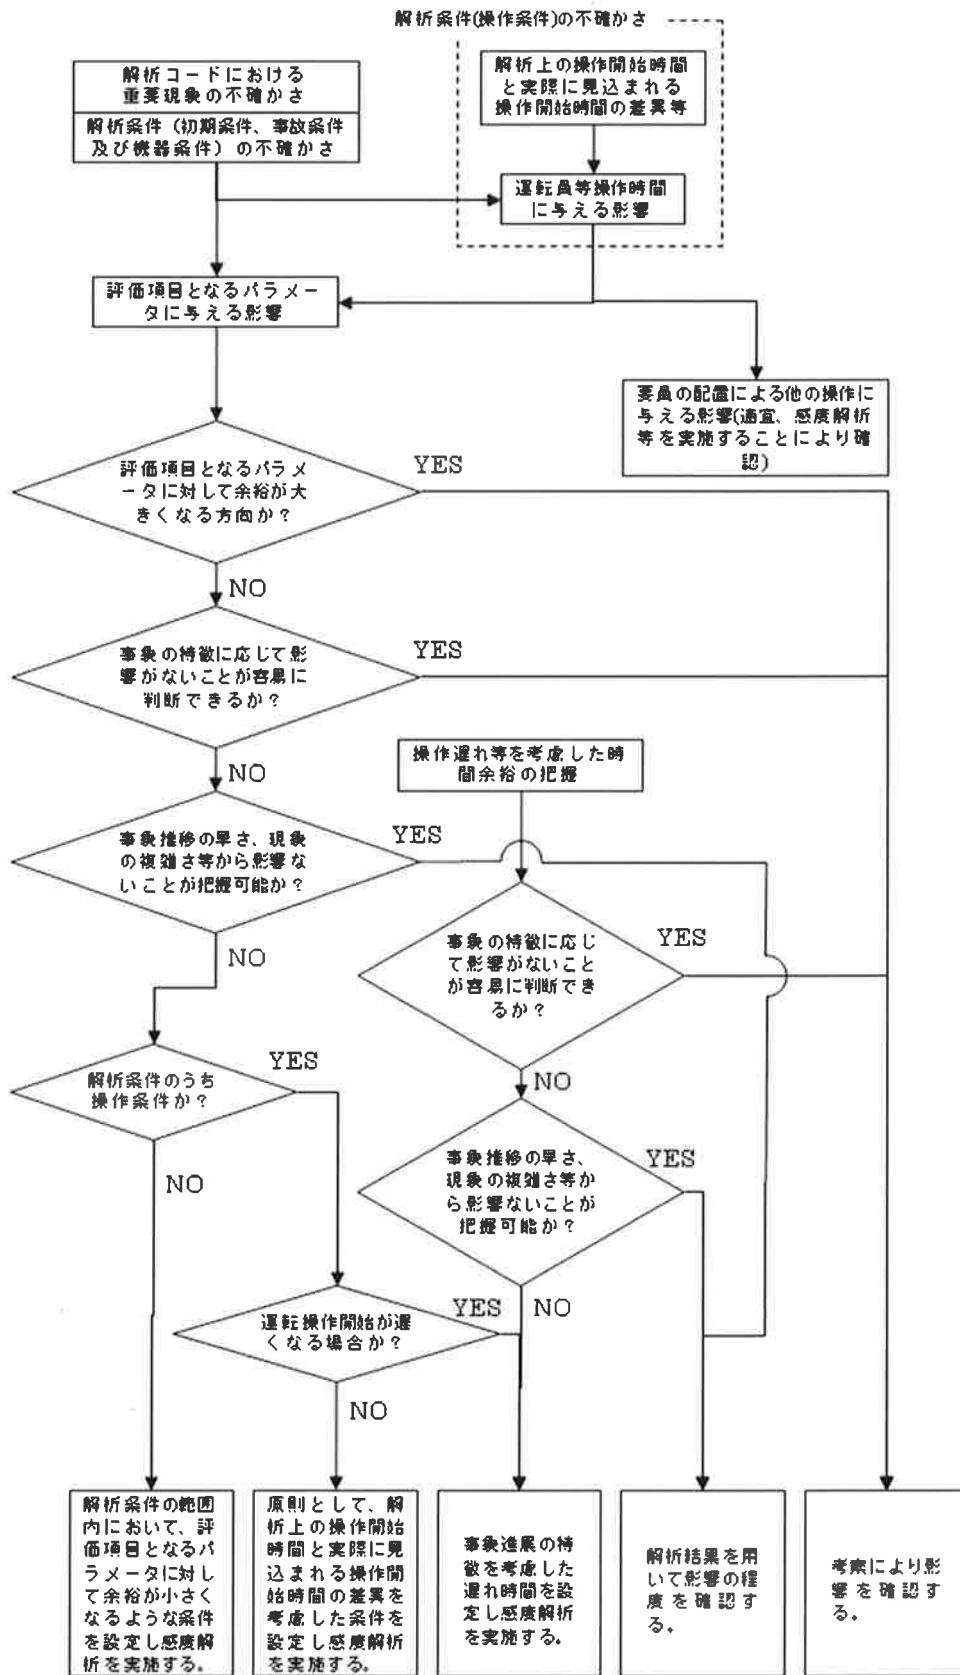 解析条件(操作条件)の不確かさ
解析コードにおける
重要現象の不確かさ
解析条件（初期条件、事故条件
及び機器条件）の不確かさ
解析上の操作開始時間
と実際に見込まれる
操作開始時間の差異等
運転員等操作時間
に与える影響
評価項目となるパラメー
タに与える影響
要員の配置による他の操作に
与える影響(適宜、感度解析
等を実施することにより確
認)
評価項目となるパラメ
ータに対して余裕が大
きくなる方向か？
YES
NO
事象の特徴に応じて影
響がないことが容易に
判断できるか？
YES
NO
操作遅れ等を考慮した時
間余裕の把握
事象推移の早さ、現象
の複雑さ等から影響な
いことが把握可能か？
YES
NO
事象の特徴に応じ
て影響がないこと
が容易に判断でき
るか？
YES
NO
解析条件のうち
操作条件か？
YES
NO
事象推移の早さ、
現象の複雑さ等か
ら影響ないことが
把握可能か？
YES
NO
運転操作開始が遅
くなる場合か？
YES
NO
解析条件の範囲
内において、評
価項目となるパ
ラメータに対し
て余裕が小さく
なるような条件
を設定し感度解
析を実施する。
原則として、解
析上の操作開始
時間と実際に見
込まれる操作開
始時間の差異を
考慮した条件を
設定し感度解析
を実施する。
事象進展の特
徴を考慮した
遅れ時間を設
定し感度解析
を実施する。
解析結果を用
いて影響の程
度を確認す
る。
考察により影
響を確認す
る。